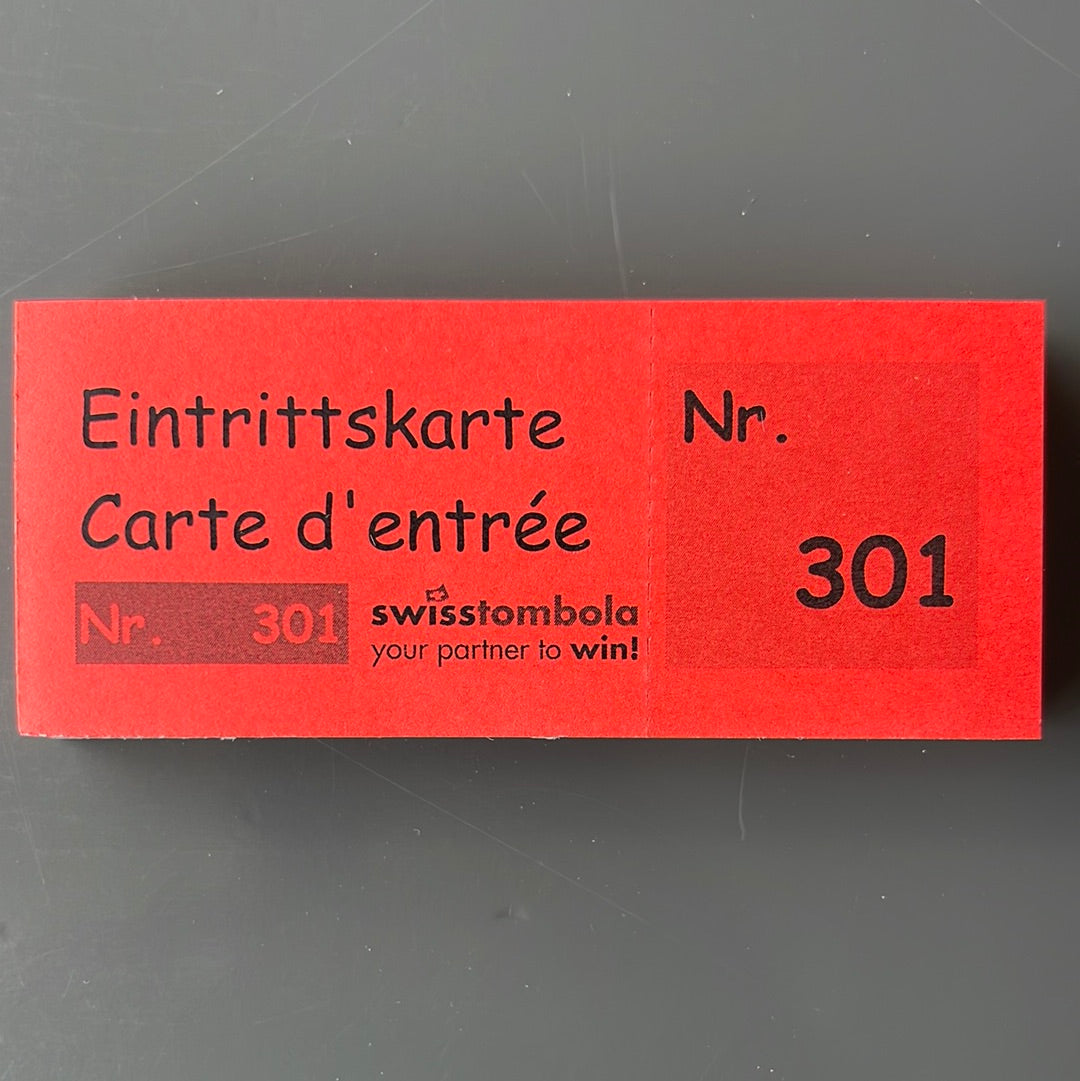 Eintrittskarte
Carte d'entrée
Nr. 301
swisstombola
your partner to win!
Nr.
301